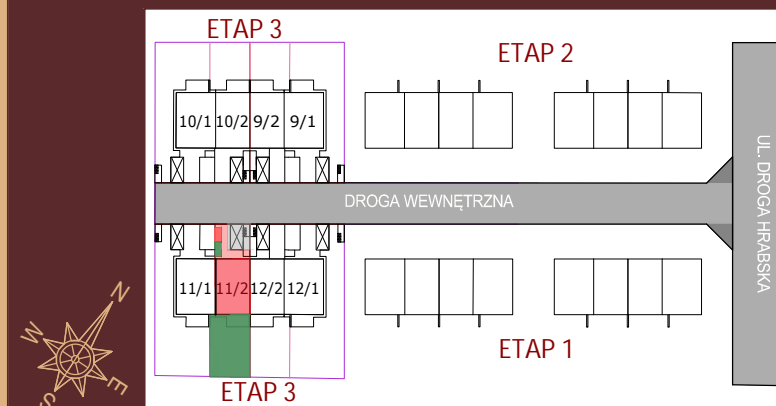 ETAP 3
ETAP 2
10/1 10/2 9/2 9/1
DROGA WEWNĘTRZNA
UL. DROGA HRABSKA
11/1 11/2 12/2 12/1
ETAP 1
ETAP 3
N
W
E
S